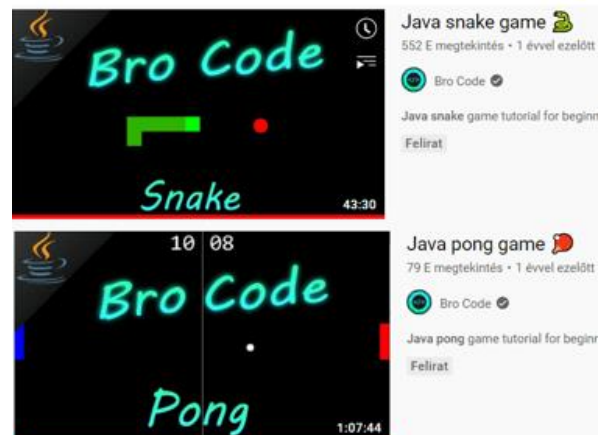 Bro Code
Snake
43:30
Java snake game
552 E megtekintés • 1 évvel ezelőtt
Bro Code
Java snake game tutorial for beginn
Felirat
10 08
Bro Code
Pong
1:07:44
Java pong game
79 E megtekintés • 1 évvel ezelőtt
Bro Code
Java pong game tutorial for beginn
Felirat